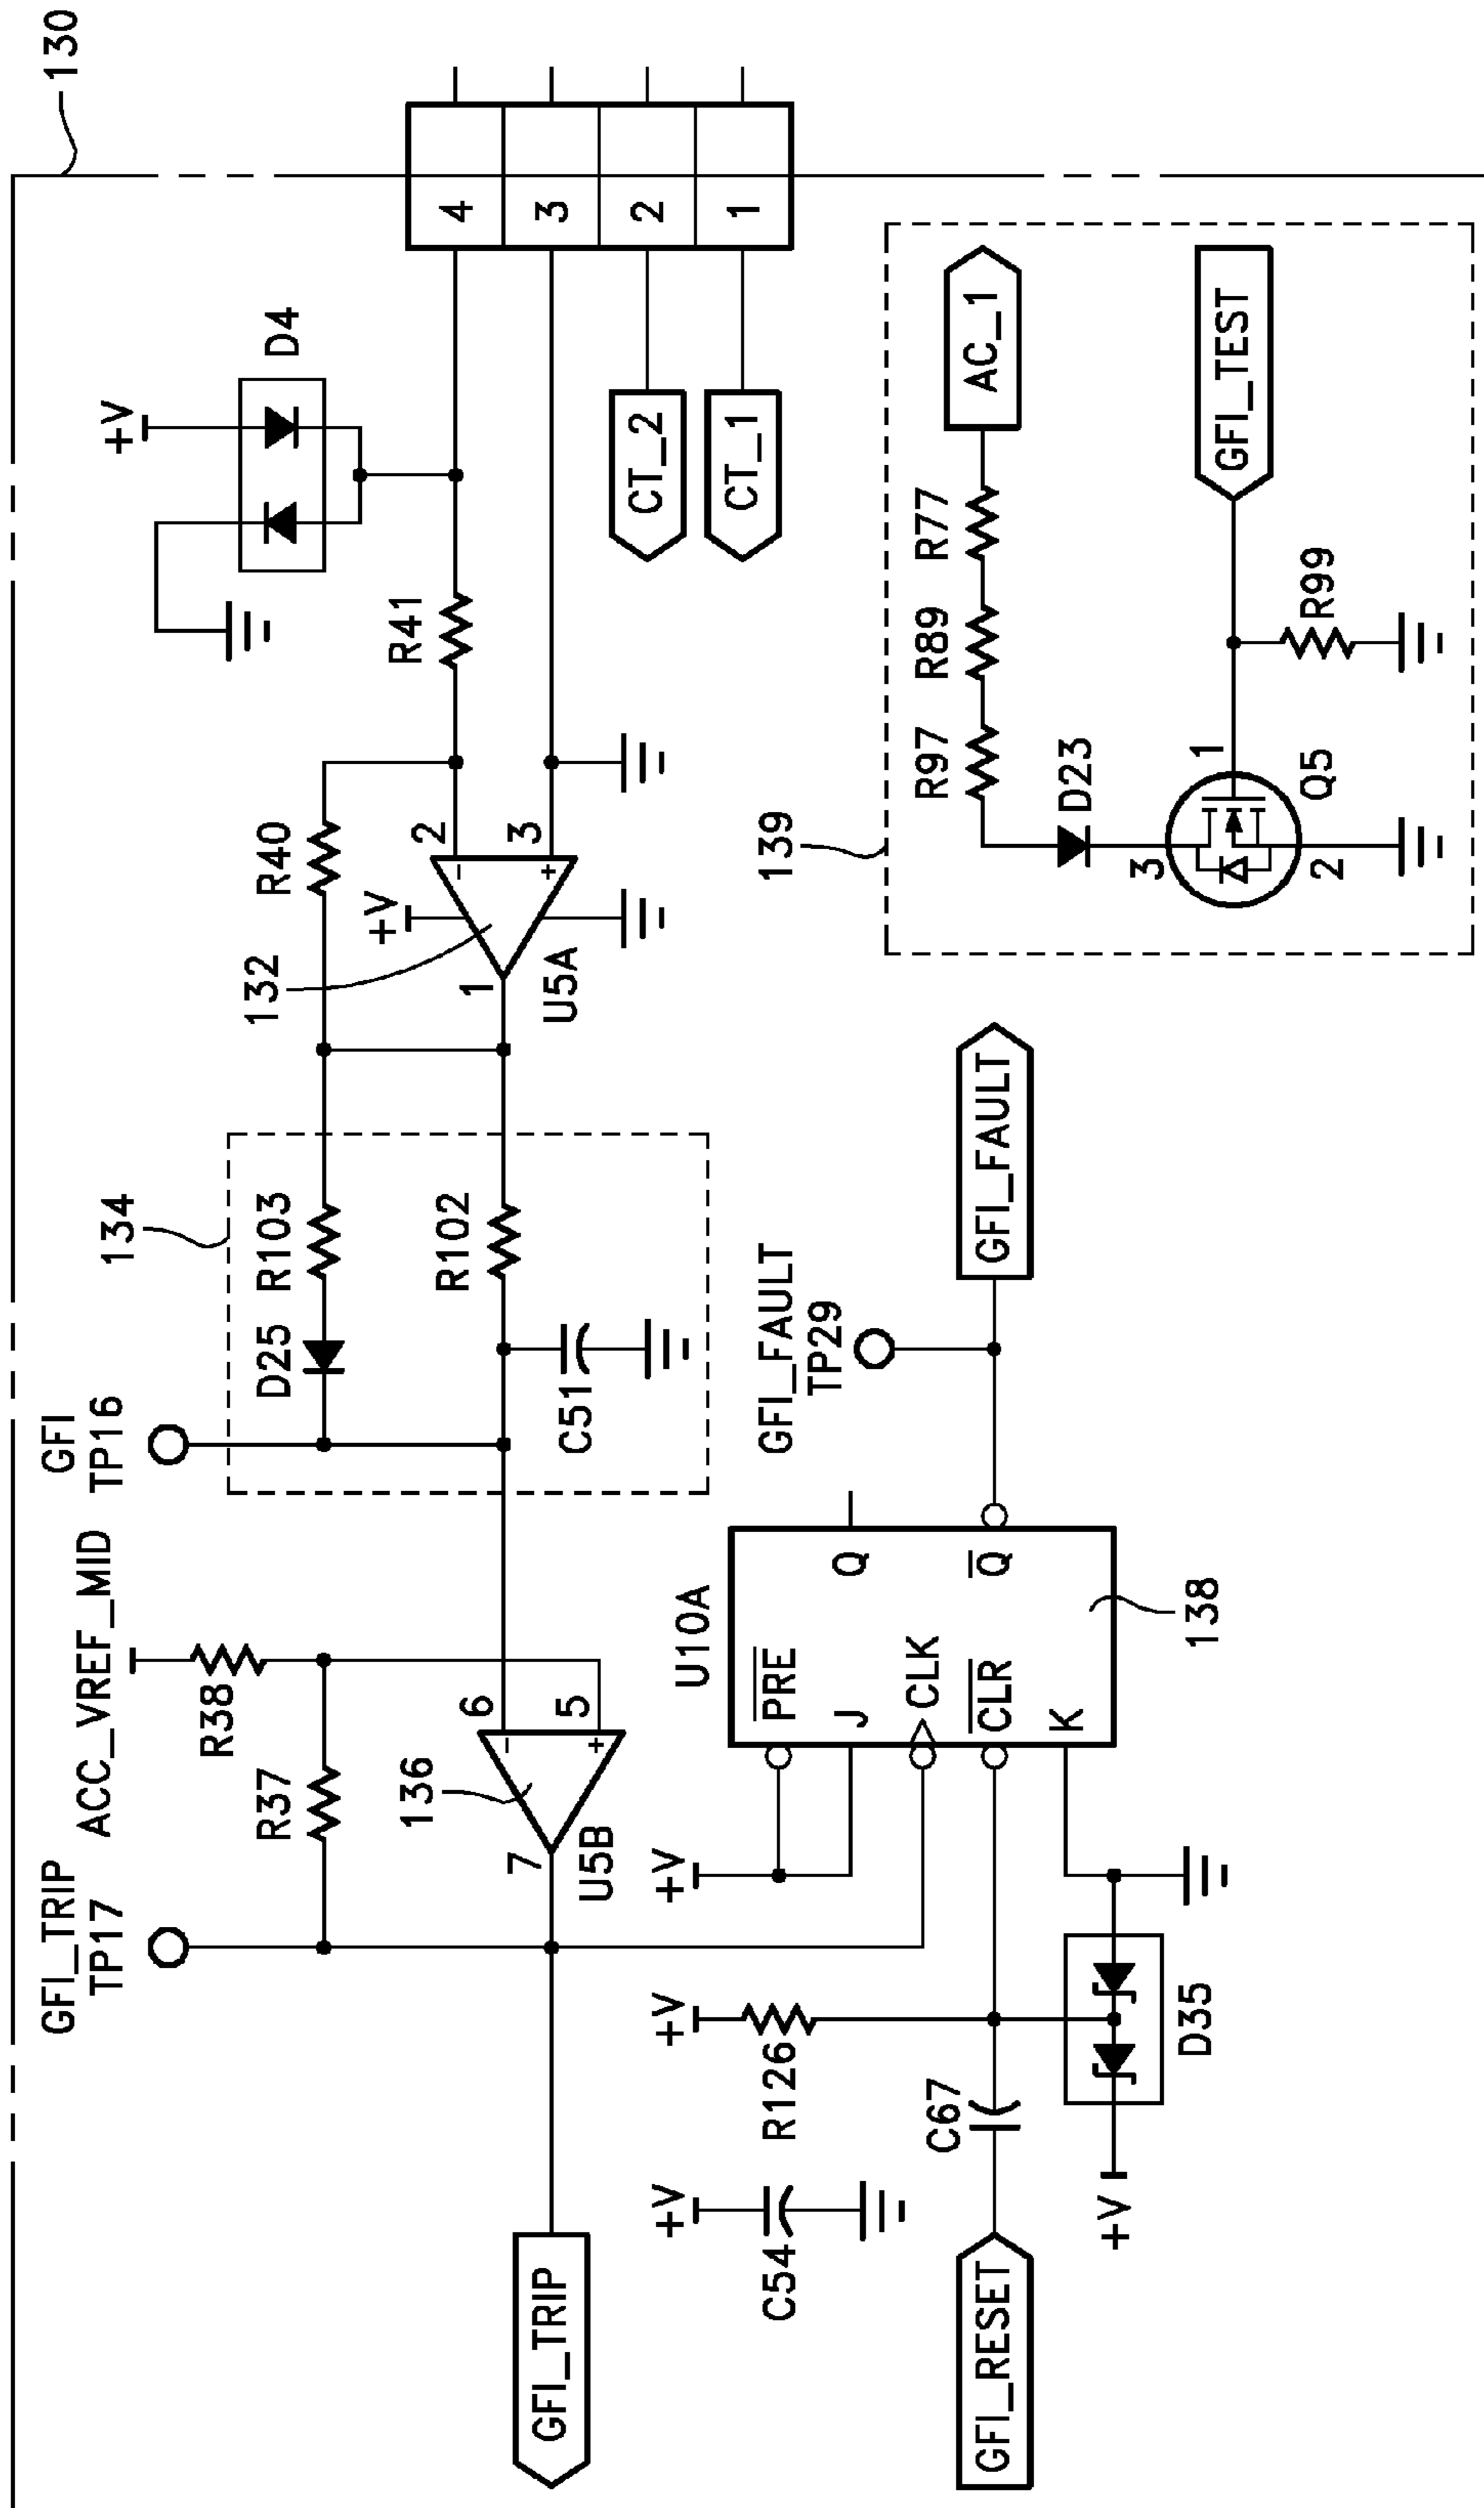 130
GFI_TRIP
TP17
ACC_VREF_MID
GFI
TP16
134
+V
D4
R38
R37
D25
R103
132
R40
+V
R41
136
6
5
7
U5B
R102
C51
1
2
3
U5A
4
3
2
1
CT_2
CT_1
GFI_TRIP
+V
C54
+V
R126
+V
U10A
PRE
J
CLK
CLR
K
Q
Q
138
GFI_FAULT
TP29
GFI_FAULT
139
R97
R89
R77
AC_1
D23
3
1
2
Q5
R99
GFI_TEST
GFI_RESET
C67
+V
D35